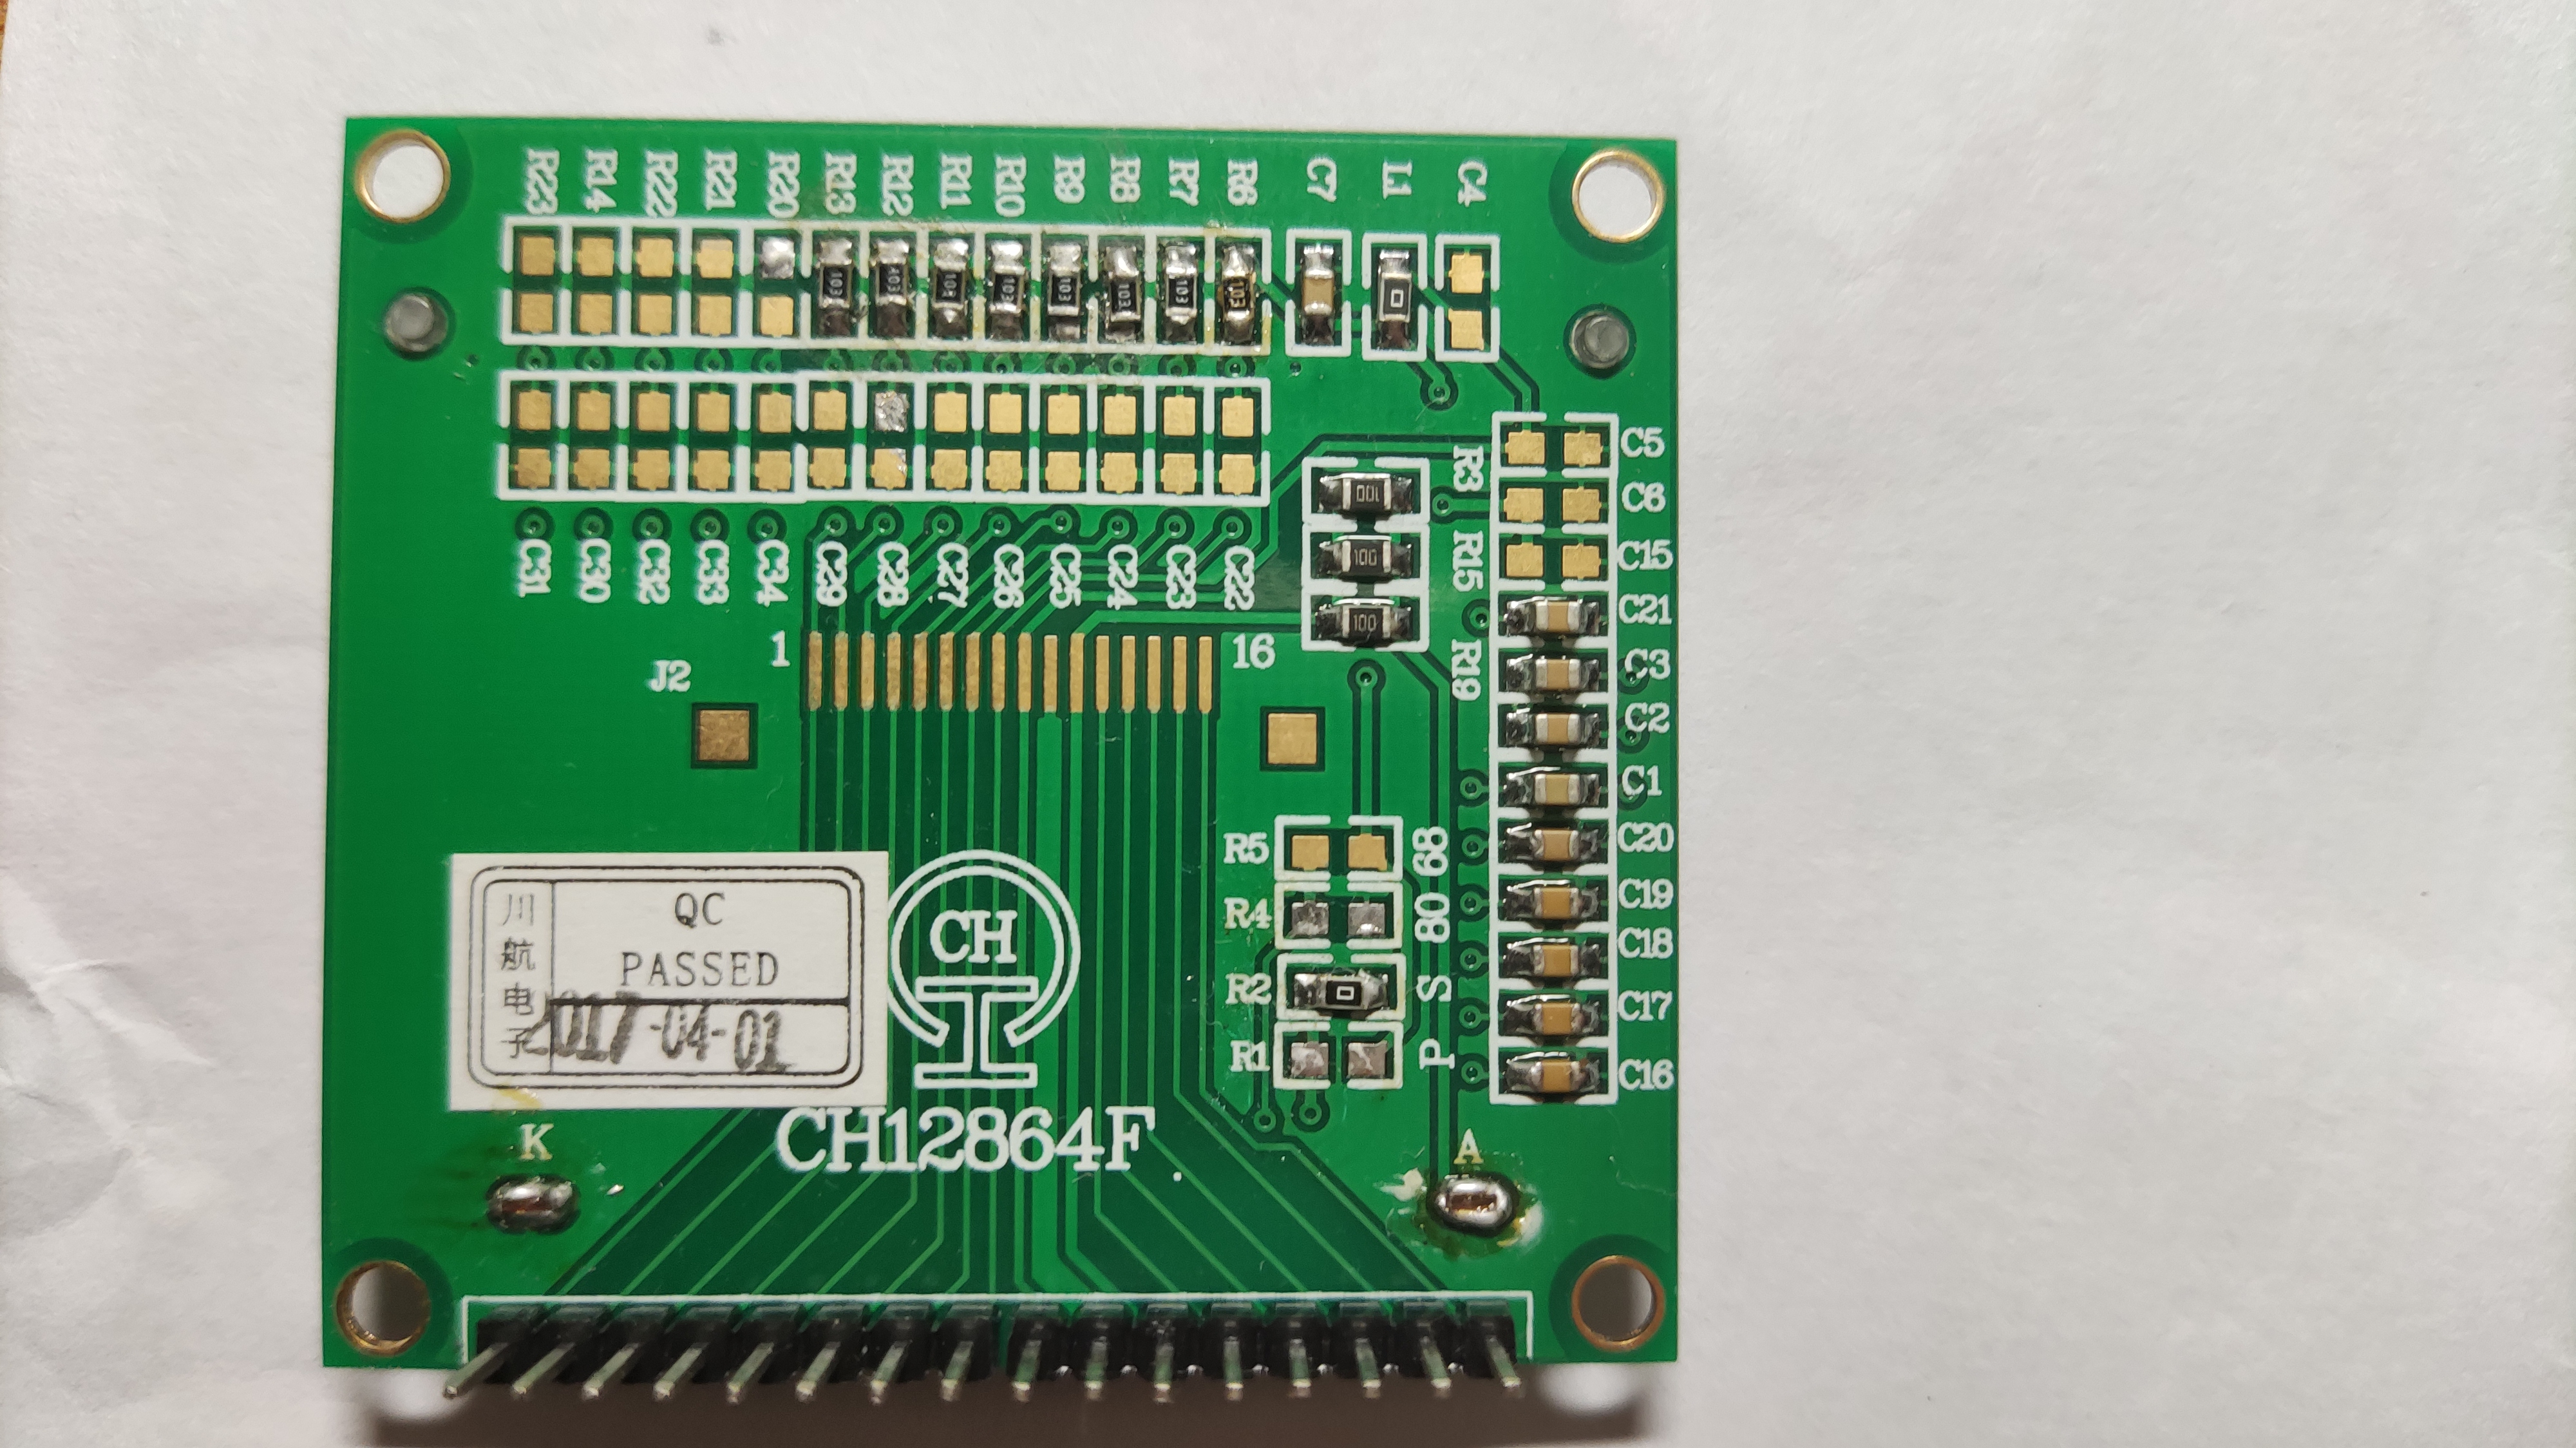 R23 R14 R22 R21 R20 R13 R12 R11 R10 R9 R8 R7 R6 C7 L1 C4
103 103 103 103 103 103 103 0
C5
R3
C6
001
R15
C15
100
C31 C30 C32 C33 C34 C29 C28 C27 C26 C25 C24 C23 C22
C21
100
1
16
R19
C3
J2
C2
C1
R5
68
C20
川航电子
QC
PASSED
2017-04-01
CH
R4
80
C19
C18
R2
0
S
C17
R1
P
C16
CH12864F
K
A